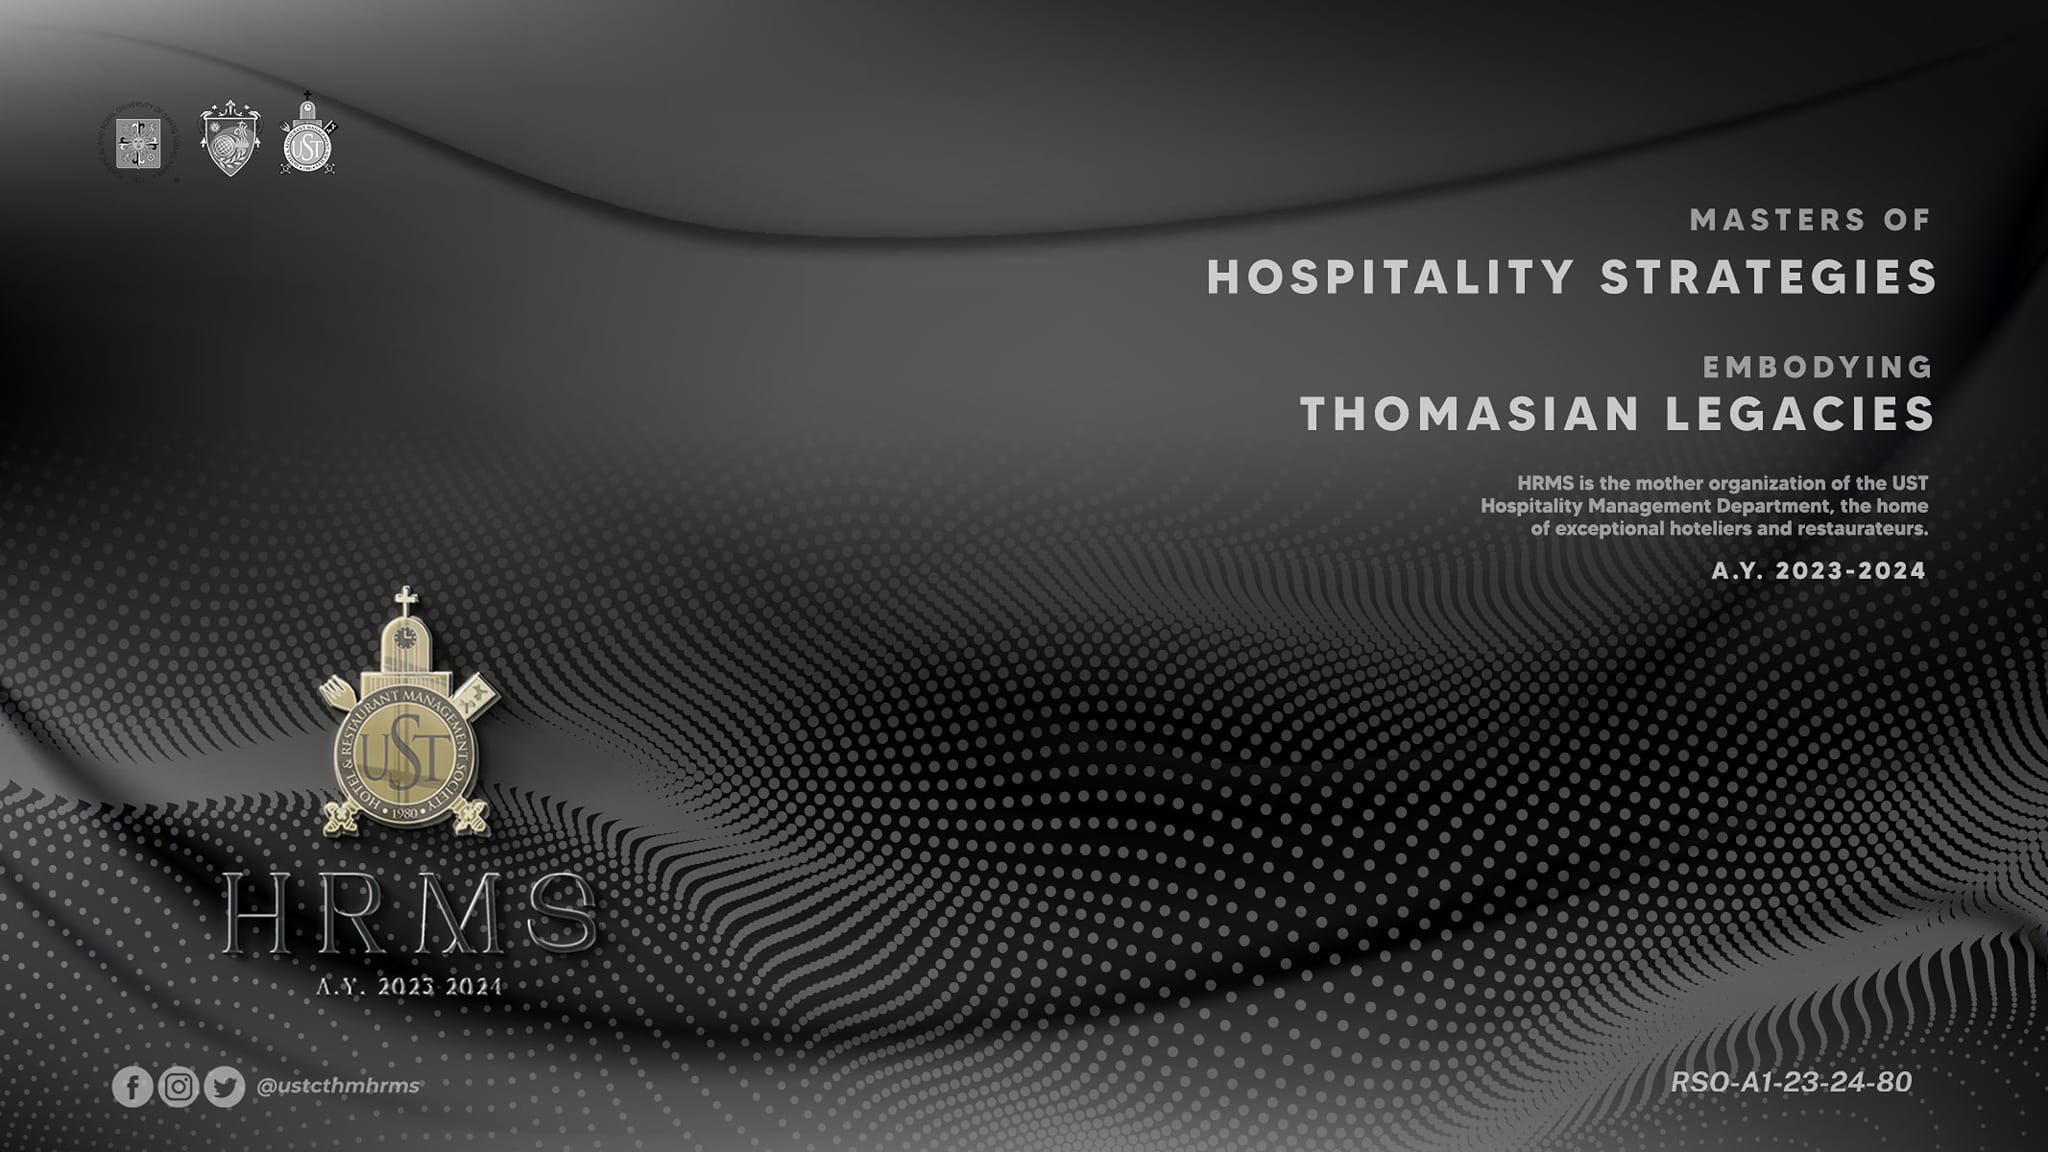 UST
MASTERS OF
HOSPITALITY STRATEGIES
EMBODYING
THOMASIAN LEGACIES
HRMS is the mother organization of the UST
Hospitality Management Department, the home
of exceptional hoteliers and restaurateurs.
A.Y. 2023-2024
HOTEL & RESTAURANT MANAGEMENT SOCIETY
UST
• 1980 •
HRMS
A.Y. 2023-2024
@ustcthmhrms
RSO-A1-23-24-80